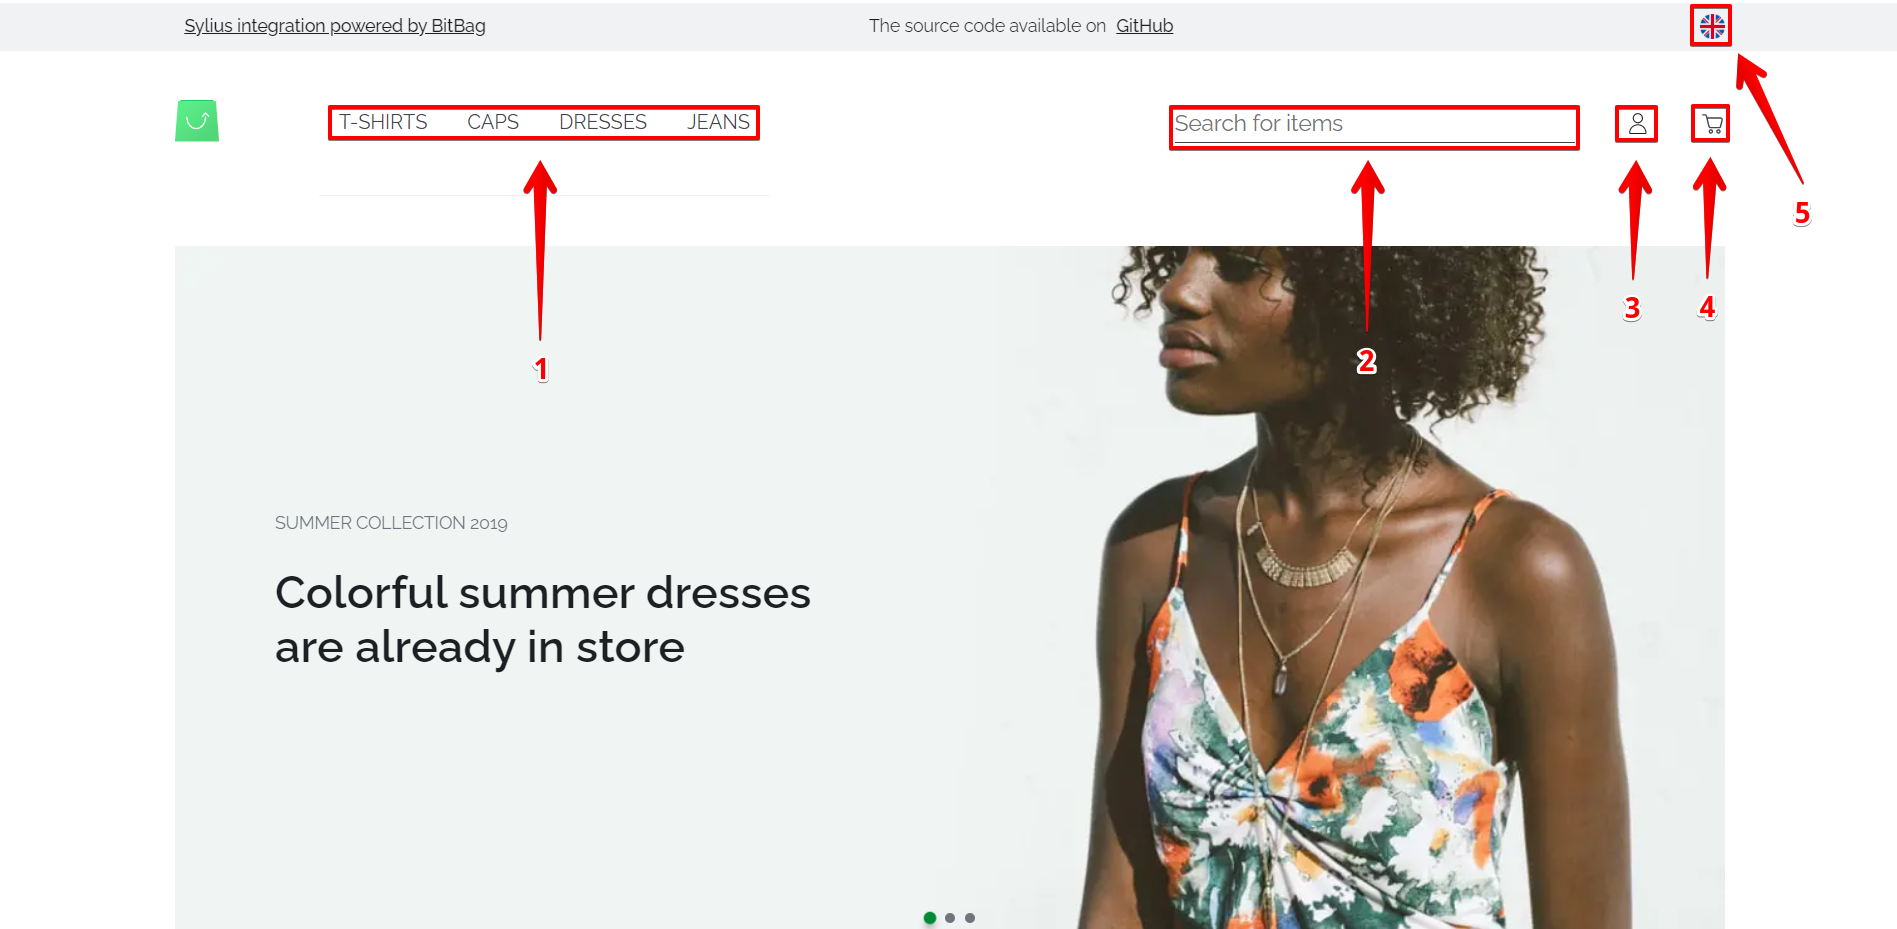 Sylius integration powered by BitBag
The source code available on GitHub
T-SHIRTS CAPS DRESSES JEANS
Search for items
5
3
4
1
2
SUMMER COLLECTION 2019
Colorful summer dresses
are already in store